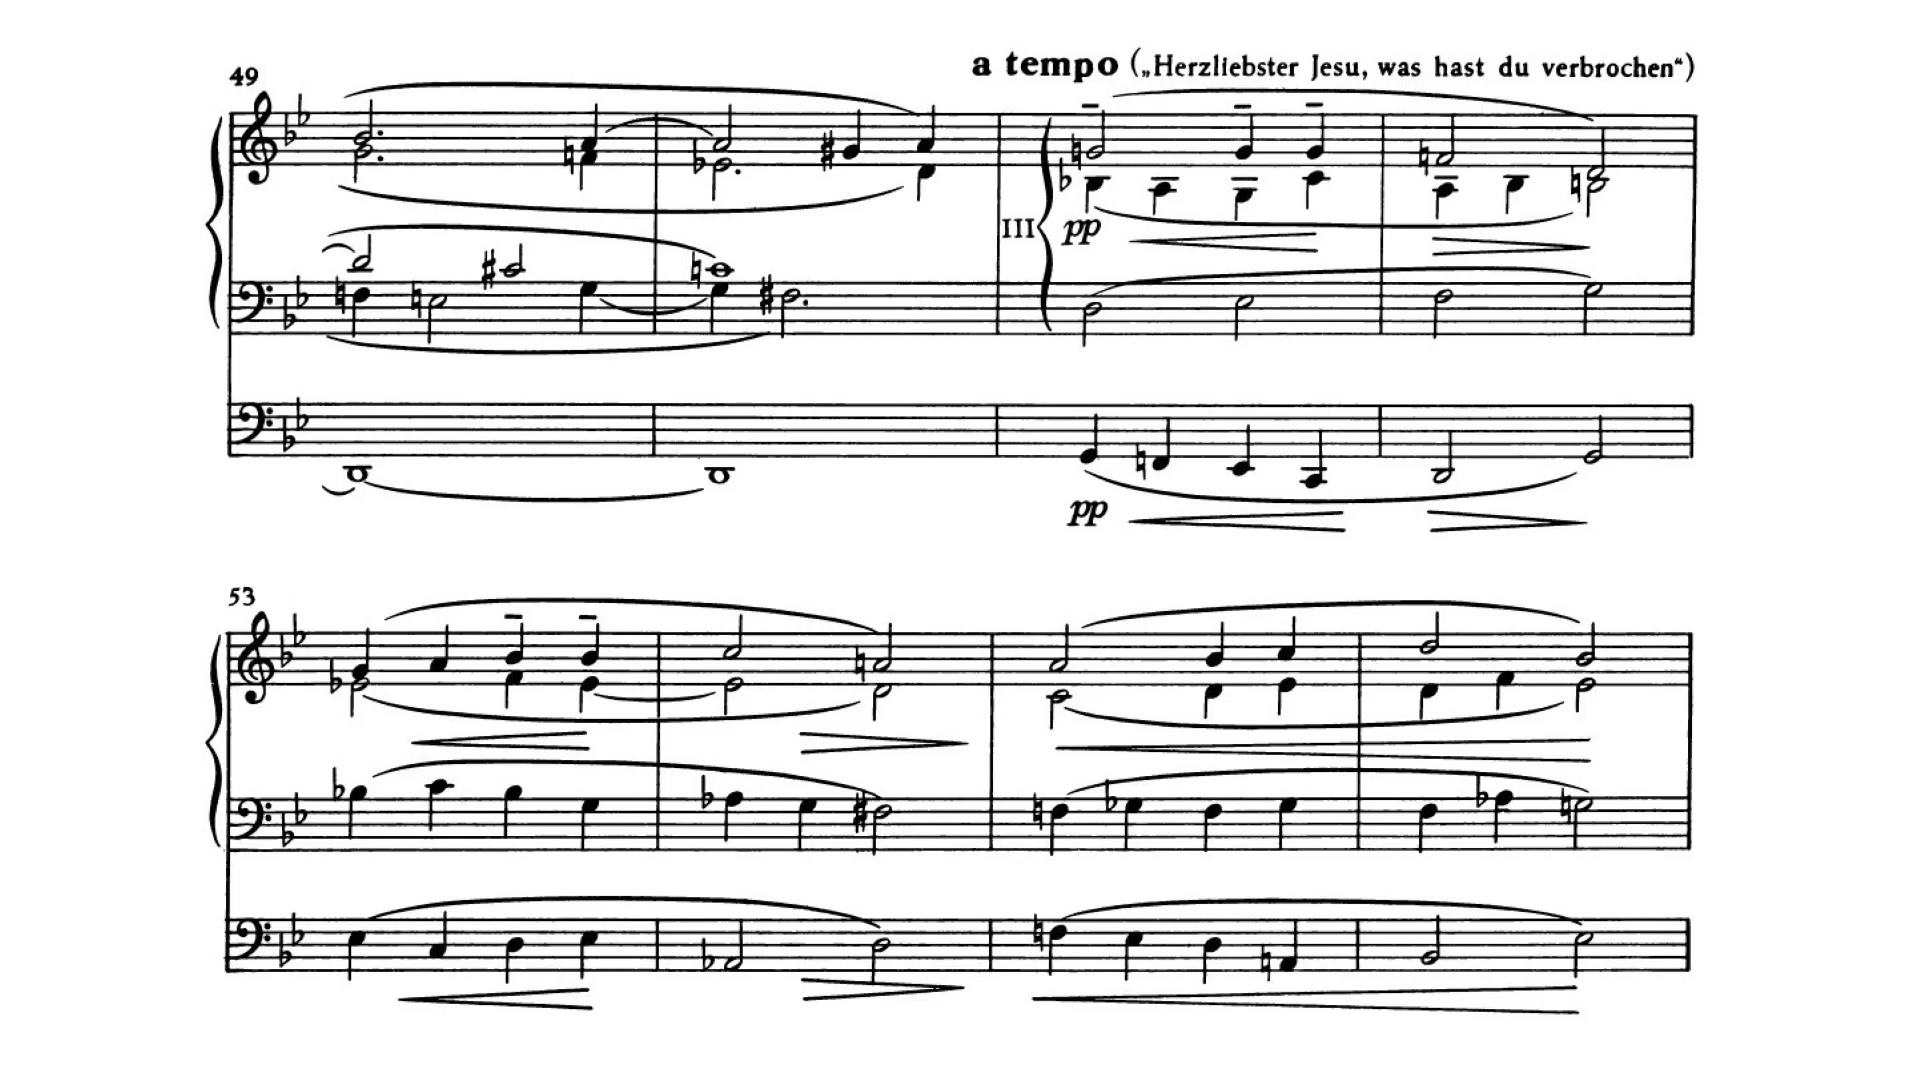 49
a tempo („Herzliebster Jesu, was hast du verbrochen“)
III
pp
pp
53